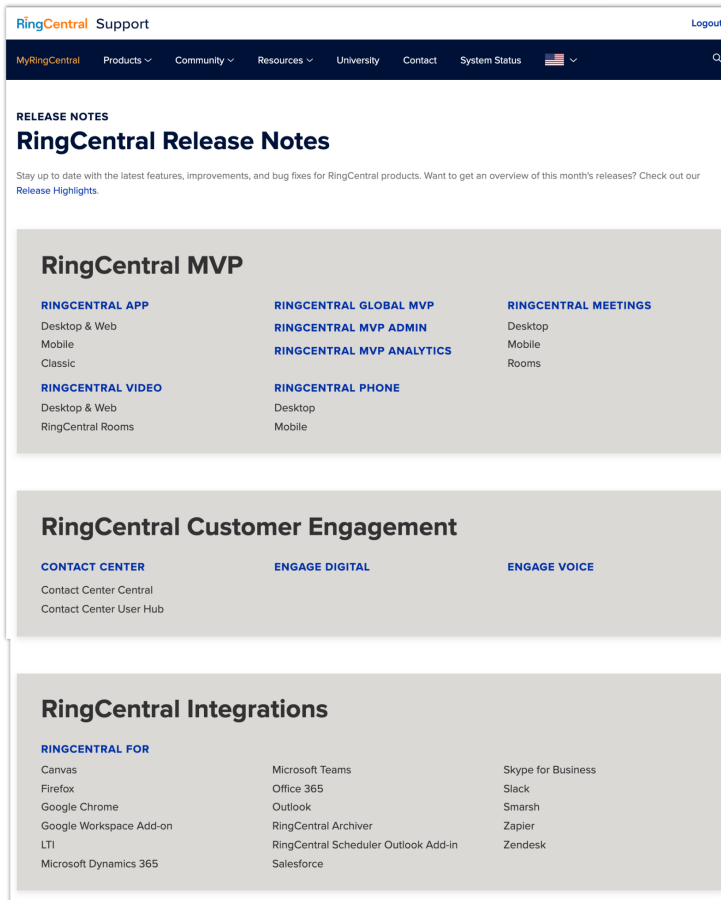 RingCentral Support
Logout
MyRingCentral Products Community Resources University Contact System Status
RELEASE NOTES
RingCentral Release Notes
Stay up to date with the latest features, improvements, and bug fixes for RingCentral products. Want to get an overview of this month's releases? Check out our
Release Highlights.
RingCentral MVP
RINGCENTRAL APP
Desktop & Web
Mobile
Classic
RINGCENTRAL GLOBAL MVP
RINGCENTRAL MVP ADMIN
RINGCENTRAL MVP ANALYTICS
RINGCENTRAL MEETINGS
Desktop
Mobile
Rooms
RINGCENTRAL VIDEO
Desktop & Web
RingCentral Rooms
RINGCENTRAL PHONE
Desktop
Mobile
RingCentral Customer Engagement
CONTACT CENTER
Contact Center Central
Contact Center User Hub
ENGAGE DIGITAL
ENGAGE VOICE
RingCentral Integrations
RINGCENTRAL FOR
Canvas
Firefox
Google Chrome
Google Workspace Add-on
LTI
Microsoft Dynamics 365
Microsoft Teams
Office 365
Outlook
RingCentral Archiver
RingCentral Scheduler Outlook Add-in
Salesforce
Skype for Business
Slack
Smarsh
Zapier
Zendesk